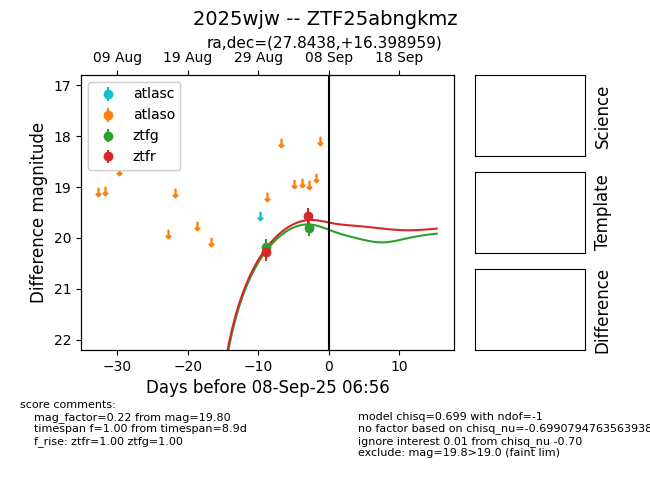 2025wjw -- ZTF25abngkmz
ra,dec=(27.8438,+16.398959)
09 Aug 19 Aug 29 Aug 08 Sep 18 Sep
atlasc
atlaso
ztfg
ztfr
17
18
19
20
21
22
Difference magnitude
−30 −20 −10 0 10
Days before 08-Sep-25 06:56
Science
Template
Difference
score comments:
mag_factor=0.22 from mag=19.80
timespan f=1.00 from timespan=8.9d
f_rise: ztfr=1.00 ztfg=1.00
model chisq=0.699 with ndof=-1
no factor based on chisq_nu=-0.6990794763563938
ignore interest 0.01 from chisq_nu -0.70
exclude: mag=19.8>19.0 (faint lim)